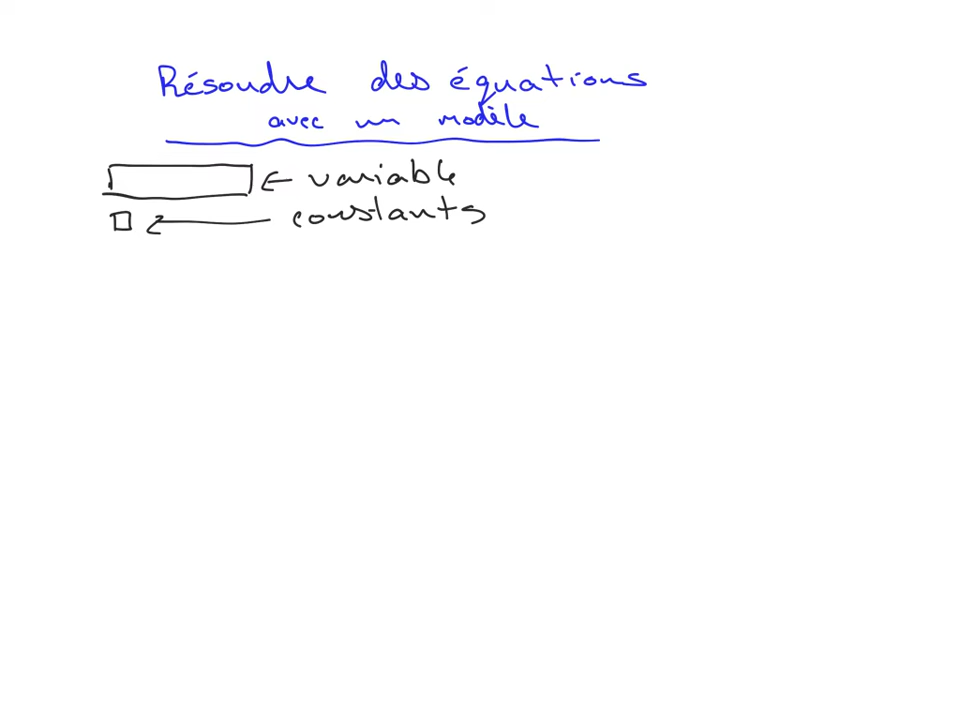 Résoudre des équations
avec un modèle
variable
constants